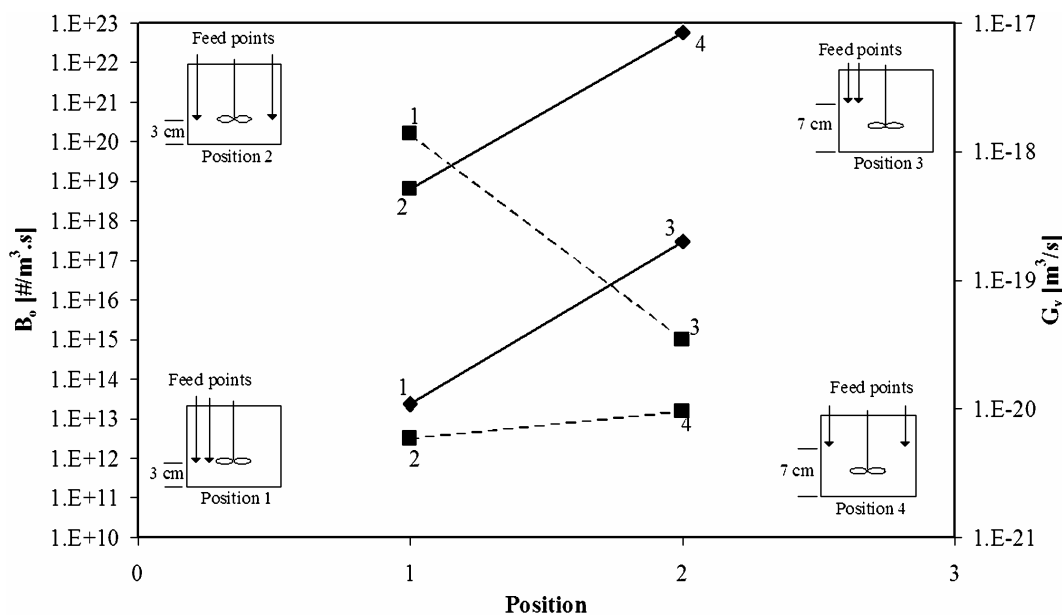 1.E+23
1.E+22
1.E+21
1.E+20
1.E+19
1.E+18
1.E+17
1.E+16
1.E+15
1.E+14
1.E+13
1.E+12
1.E+11
1.E+10
B₀ [#/m³.s]
Feed points
3 cm
Position 2
Feed points
3 cm
Position 1
1
2
1
2
4
3
3
4
Feed points
7 cm
Position 3
Feed points
7 cm
Position 4
1.E-17
1.E-18
1.E-19
1.E-20
1.E-21
Gᵥ [m³/s]
0
1
2
3
Position